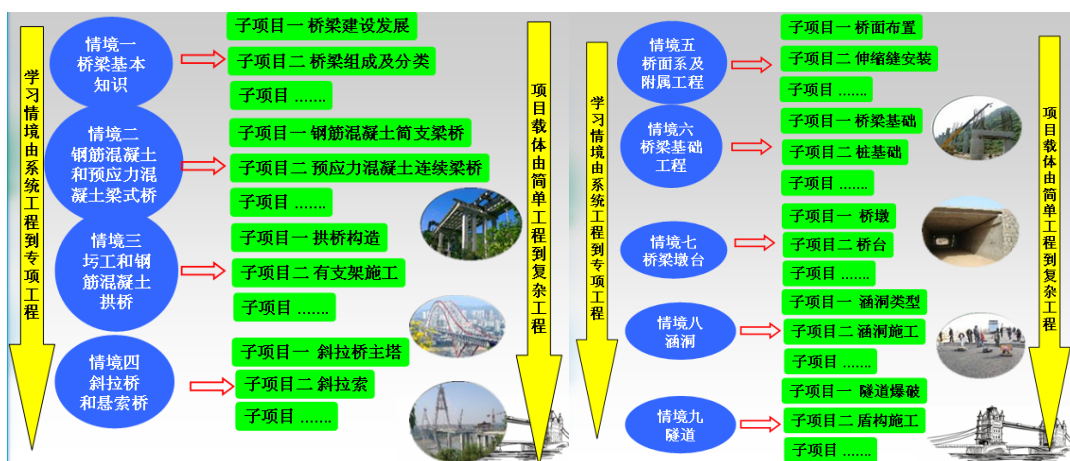 学习情境由系统工程到专项工程
情境一
桥梁基本
知识
子项目一 桥梁建设发展
子项目二 桥梁组成及分类
子项目 .......
情境二
钢筋混凝土
和预应力混
凝土梁式桥
子项目一 钢筋混凝土简支梁桥
子项目二 预应力混凝土连续梁桥
子项目 .......
情境三
圬工和钢
筋混凝土
拱桥
子项目一 拱桥构造
子项目二 有支架施工
子项目 .......
情境四
斜拉桥
和悬索桥
子项目一 斜拉桥主塔
子项目二 斜拉索
子项目 .......
项目载体由简单工程到复杂工程
学习情境由系统工程到专项工程
情境五
桥面系及
附属工程
子项目一 桥面布置
子项目二 伸缩缝安装
子项目 .......
情境六
桥梁基础
工程
子项目一 桥梁基础
子项目二 桩基础
子项目 .......
情境七
桥梁墩台
子项目一 桥墩
子项目二 桥台
子项目 .......
情境八
涵洞
子项目一 涵洞类型
子项目二 涵洞施工
子项目 .......
情境九
隧道
子项目一 隧道爆破
子项目二 盾构施工
子项目 .......
项目载体由简单工程到复杂工程